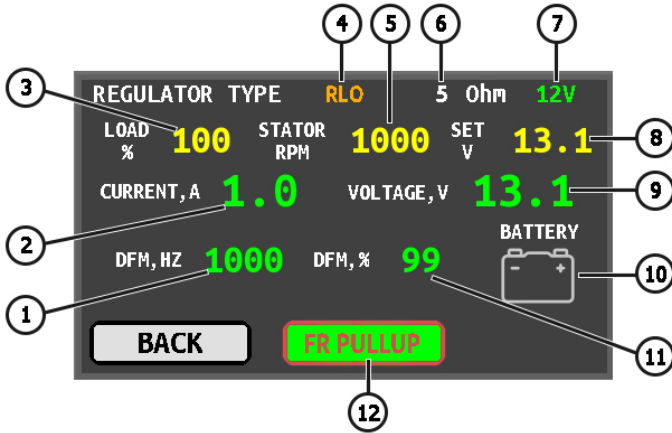 4 5 6 7
3
REGULATOR TYPE RLO 5 Ohm 12V
LOAD % 100 STATOR RPM 1000 SET V 13.1
8
CURRENT,A 1.0 VOLTAGE,V 13.1
9
2
BATTERY
DFM,HZ 1000 DFM,% 99
- +
10
1
BACK FR PULLUP
11
12